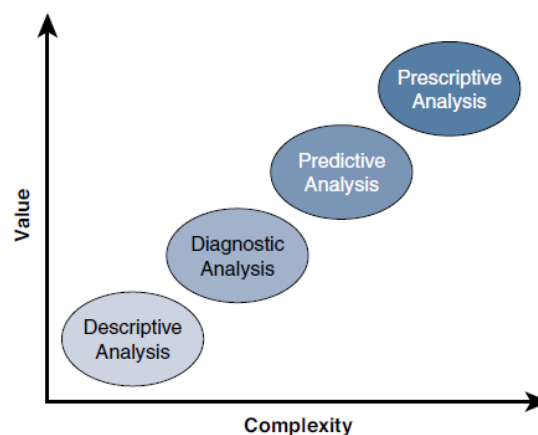 Prescriptive
Analysis
Predictive
Analysis
Diagnostic
Analysis
Descriptive
Analysis
Value
Complexity